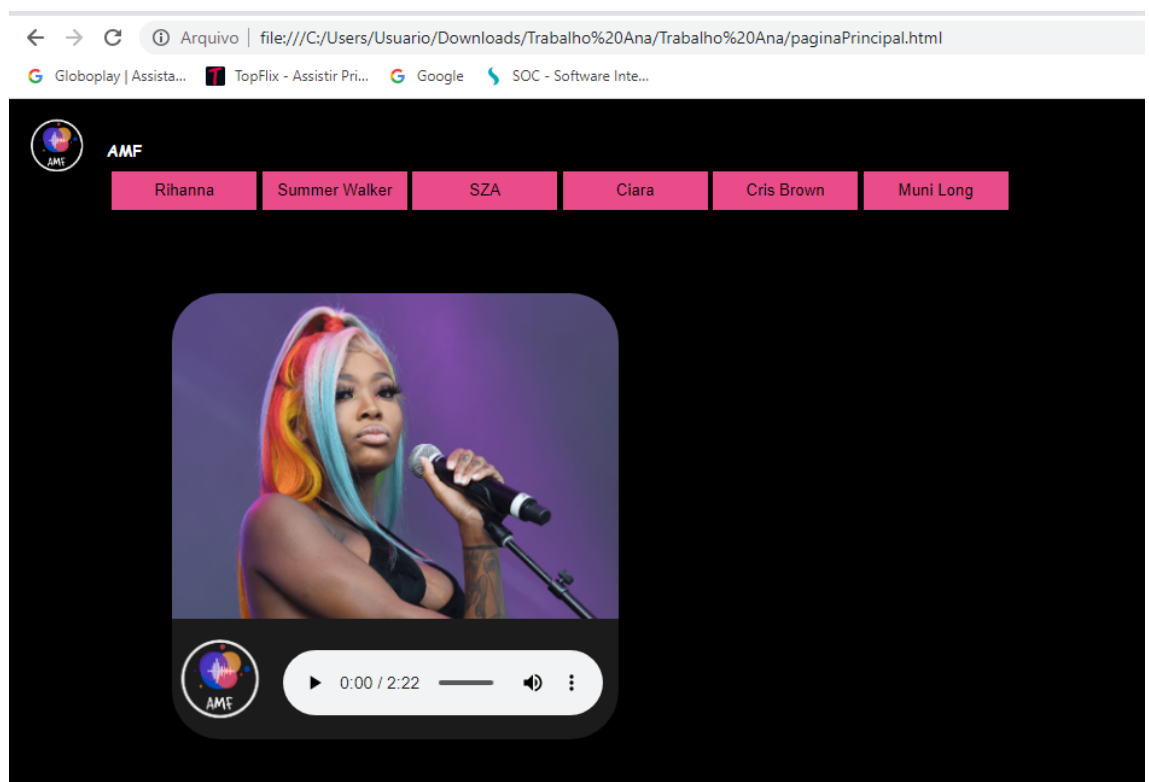 Arquivo | file:///C:/Users/Usuario/Downloads/Trabalho%20Ana/Trabalho%20Ana/paginaPrincipal.html
Globoplay | Assista... TopFlix - Assistir Pri... Google SOC - Software Inte...
AMF
AMF
Rihanna Summer Walker SZA Ciara Cris Brown Muni Long
0:00 / 2:22
AMF